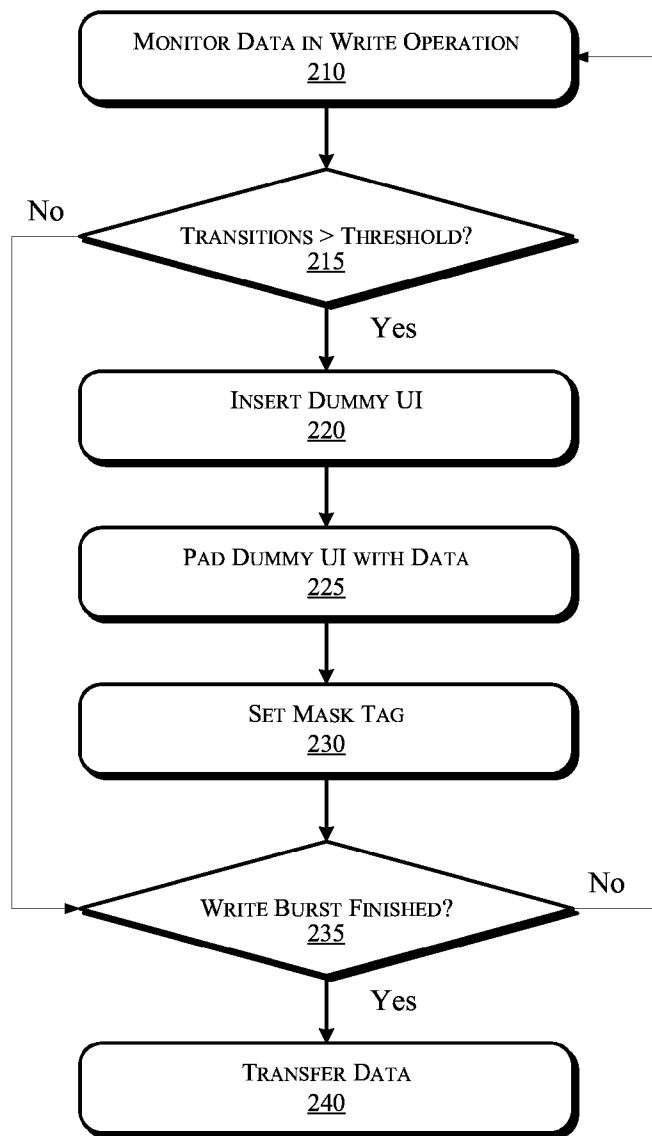 MONITOR DATA IN WRITE OPERATION
210
No
TRANSITIONS > THRESHOLD?
215
Yes
INSERT DUMMY UI
220
PAD DUMMY UI WITH DATA
225
SET MASK TAG
230
No
WRITE BURST FINISHED?
235
Yes
TRANSFER DATA
240